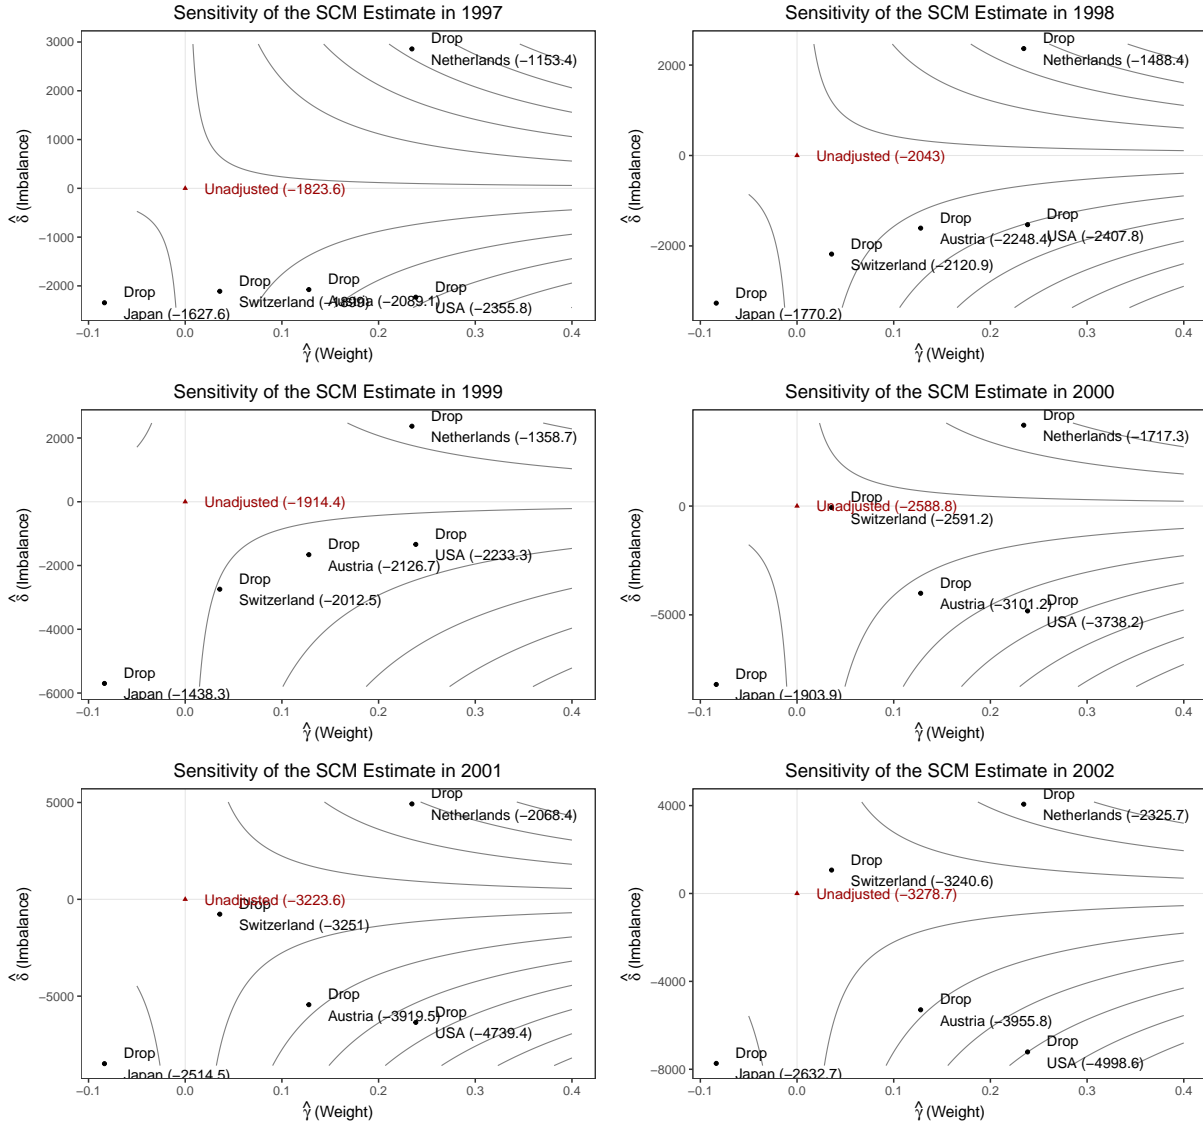 Sensitivity of the SCM Estimate in 1997
3000
2000
1000
0
−1000
−2000
δ̂ (Imbalance)
Drop
Netherlands (−1153.4)
Unadjusted (−1823.6)
Drop
Japan (−1627.6)
Drop
Switzerland (−1899)
Drop
Austria (−2089.1)
Drop
USA (−2355.8)
−0.1 0.0 0.1 0.2 0.3 0.4
γ̂ (Weight)
Sensitivity of the SCM Estimate in 1998
2000
0
−2000
δ̂ (Imbalance)
Drop
Netherlands (−1488.4)
Unadjusted (−2043)
Drop
USA (−2407.8)
Drop
Austria (−2248.4)
Drop
Switzerland (−2120.9)
Drop
Japan (−1770.2)
−0.1 0.0 0.1 0.2 0.3 0.4
γ̂ (Weight)
Sensitivity of the SCM Estimate in 1999
2000
0
−2000
−4000
−6000
δ̂ (Imbalance)
Drop
Netherlands (−1358.7)
Unadjusted (−1914.4)
Drop
USA (−2233.3)
Drop
Austria (−2126.7)
Drop
Switzerland (−2012.5)
Drop
Japan (−1438.3)
−0.1 0.0 0.1 0.2 0.3 0.4
γ̂ (Weight)
Sensitivity of the SCM Estimate in 2000
0
−5000
δ̂ (Imbalance)
Drop
Netherlands (−1717.3)
Unadjusted (−2588.8)
Drop
Switzerland (−2591.2)
Drop
Austria (−3101.2)
Drop
USA (−3738.2)
Drop
Japan (−1903.9)
−0.1 0.0 0.1 0.2 0.3 0.4
γ̂ (Weight)
Sensitivity of the SCM Estimate in 2001
5000
0
−5000
δ̂ (Imbalance)
Drop
Netherlands (−2068.4)
Unadjusted (−3223.6)
Drop
Switzerland (−3251)
Drop
Austria (−3919.5)
Drop
USA (−4739.4)
Drop
Japan (−2514.5)
−0.1 0.0 0.1 0.2 0.3 0.4
γ̂ (Weight)
Sensitivity of the SCM Estimate in 2002
4000
0
−4000
−8000
δ̂ (Imbalance)
Drop
Netherlands (−2325.7)
Drop
Switzerland (−3240.6)
Unadjusted (−3278.7)
Drop
Austria (−3955.8)
Drop
USA (−4998.6)
Drop
Japan (−2632.7)
−0.1 0.0 0.1 0.2 0.3 0.4
γ̂ (Weight)